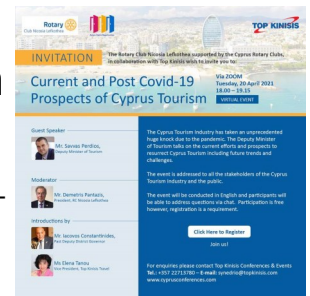 Rotary
Club Nicosia Lefkothea
TOP KINISIS
INVITATION
The Rotary Club Nicosia Lefkothea supported by the Cyprus Rotary Clubs,
in collaboration with Top Kinisis wish to invite you to:
Current and Post Covid-19
Prospects of Cyprus Tourism
Via ZOOM
Tuesday, 20 April 2021
18.00 – 19.15
VIRTUAL EVENT
Guest Speaker
Mr. Savvas Perdios,
Deputy Minister of Tourism
Moderator
Mr. Demetris Pantazis,
President, RC Nicosia Lefkothea
Introductions by
Mr. Iacovos Constantinides,
Past Deputy District Governor
Ms Elena Tanou
Vice President, Top Kinisis Travel
The Cyprus Tourism Industry has taken an unprecedented
huge knock due to the pandemic. The Deputy Minister
of Tourism talks on the current efforts and prospects to
resurrect Cyprus Tourism including future trends and
challenges.
The event is addressed to all the stakeholders of the Cyprus
Tourism Industry and the public.
The event will be conducted in English and participants will
be able to address questions via chat. Participation is free
however, registration is a requirement.
Click Here to Register
Join us!
For enquiries please contact Top Kinisis Conferences & Events
Tel.: +357 22713780 – E-mail: synedrio@topkinisis.com
www.cyprusconferences.com